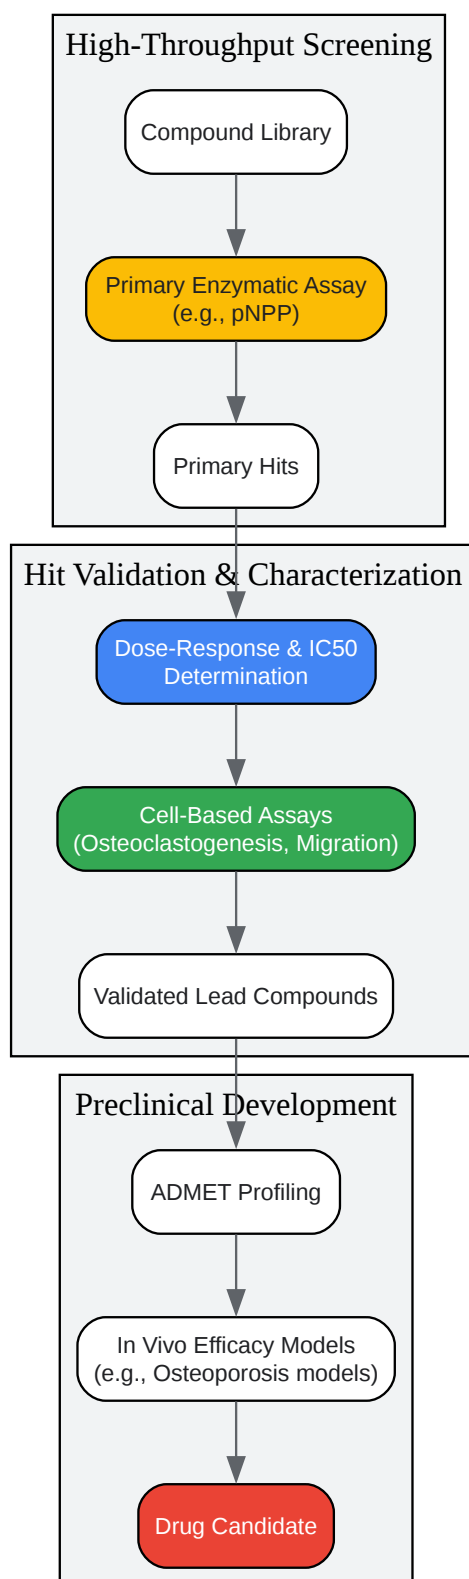 High-Throughput Screening
Compound Library
Primary Enzymatic Assay
(e.g., pNPP)
Primary Hits
Hit Validation & Characterization
Dose-Response & IC50
Determination
Cell-Based Assays
(Osteoclastogenesis, Migration)
Validated Lead Compounds
Preclinical Development
ADMET Profiling
In Vivo Efficacy Models
(e.g., Osteoporosis models)
Drug Candidate